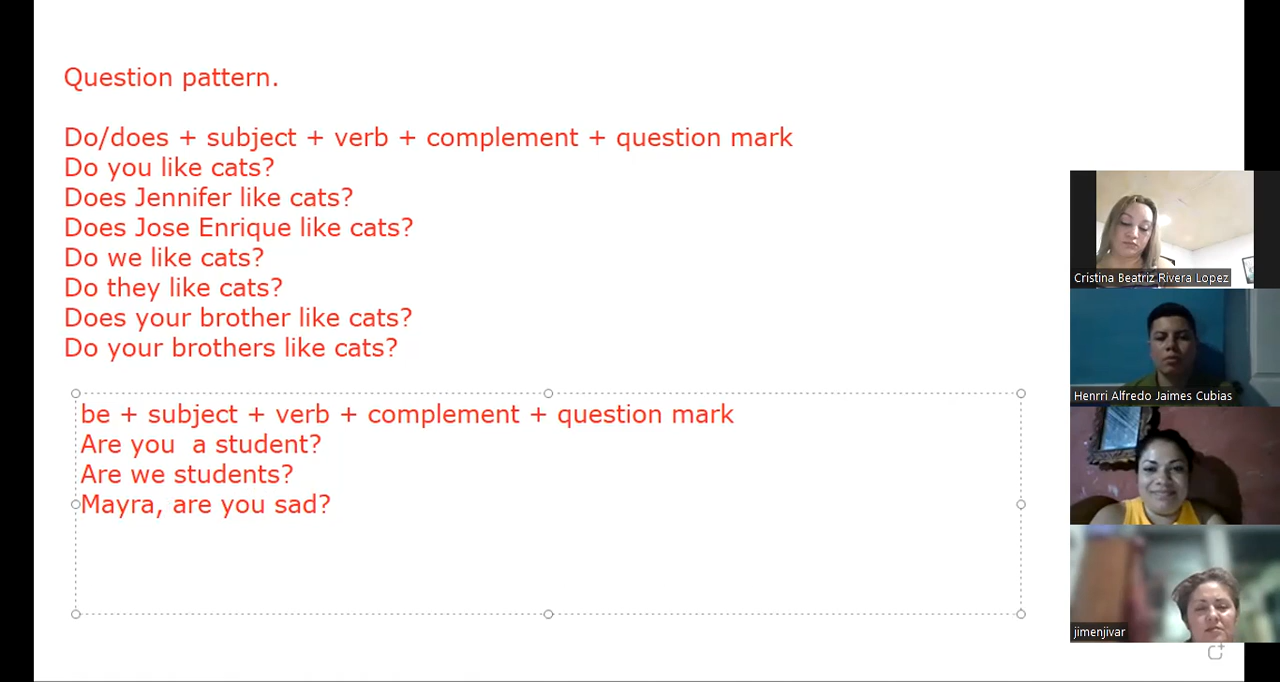 Question pattern.
Do/does + subject + verb + complement + question mark
Do you like cats?
Does Jennifer like cats?
Does Jose Enrique like cats?
Do we like cats?
Do they like cats?
Does your brother like cats?
Do your brothers like cats?
be + subject + verb + complement + question mark
Are you  a student?
Are we students?
Mayra, are you sad?
Cristina Beatriz Rivera Lopez
Henrri Alfredo Jaimes Cubias
jimenjivar